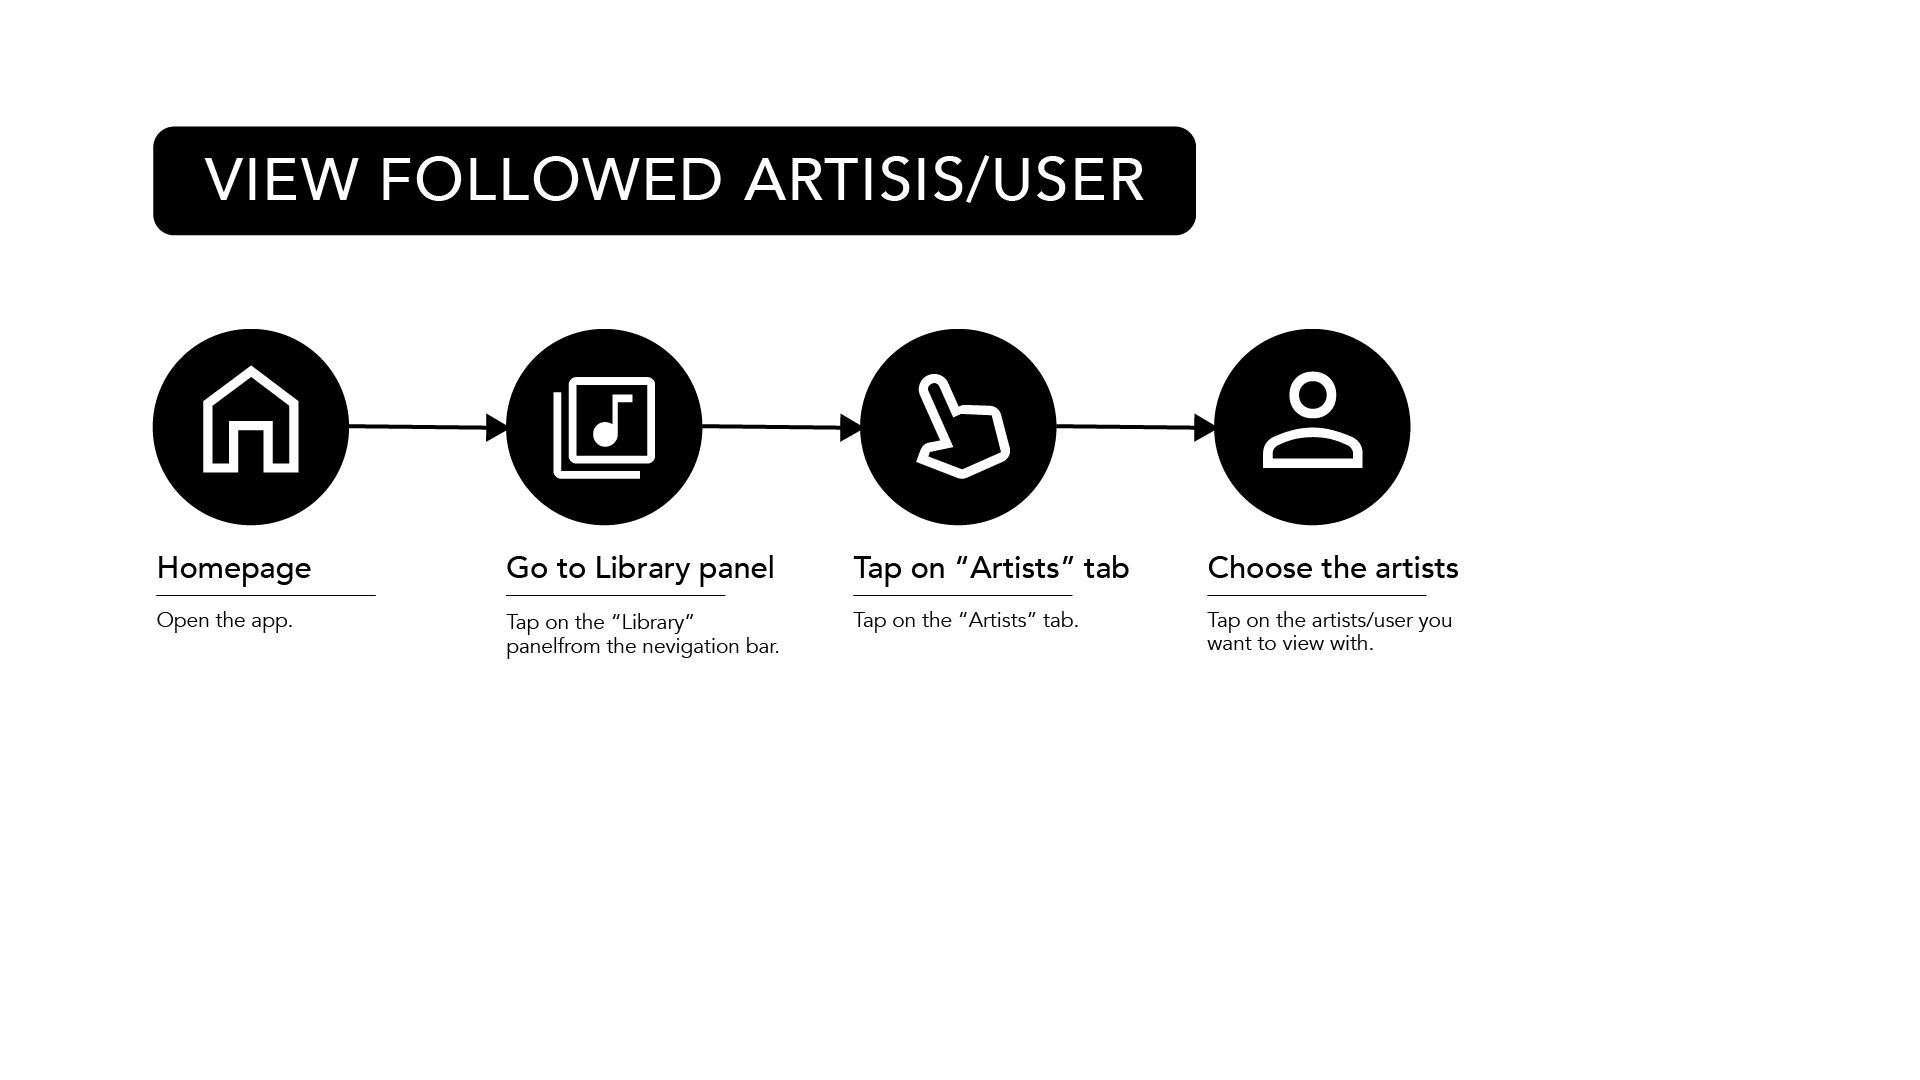 VIEW FOLLOWED ARTISIS/USER
Homepage
Open the app.
Go to Library panel
Tap on the “Library”
panelfrom the nevigation bar.
Tap on “Artists” tab
Tap on the “Artists” tab.
Choose the artists
Tap on the artists/user you
want to view with.